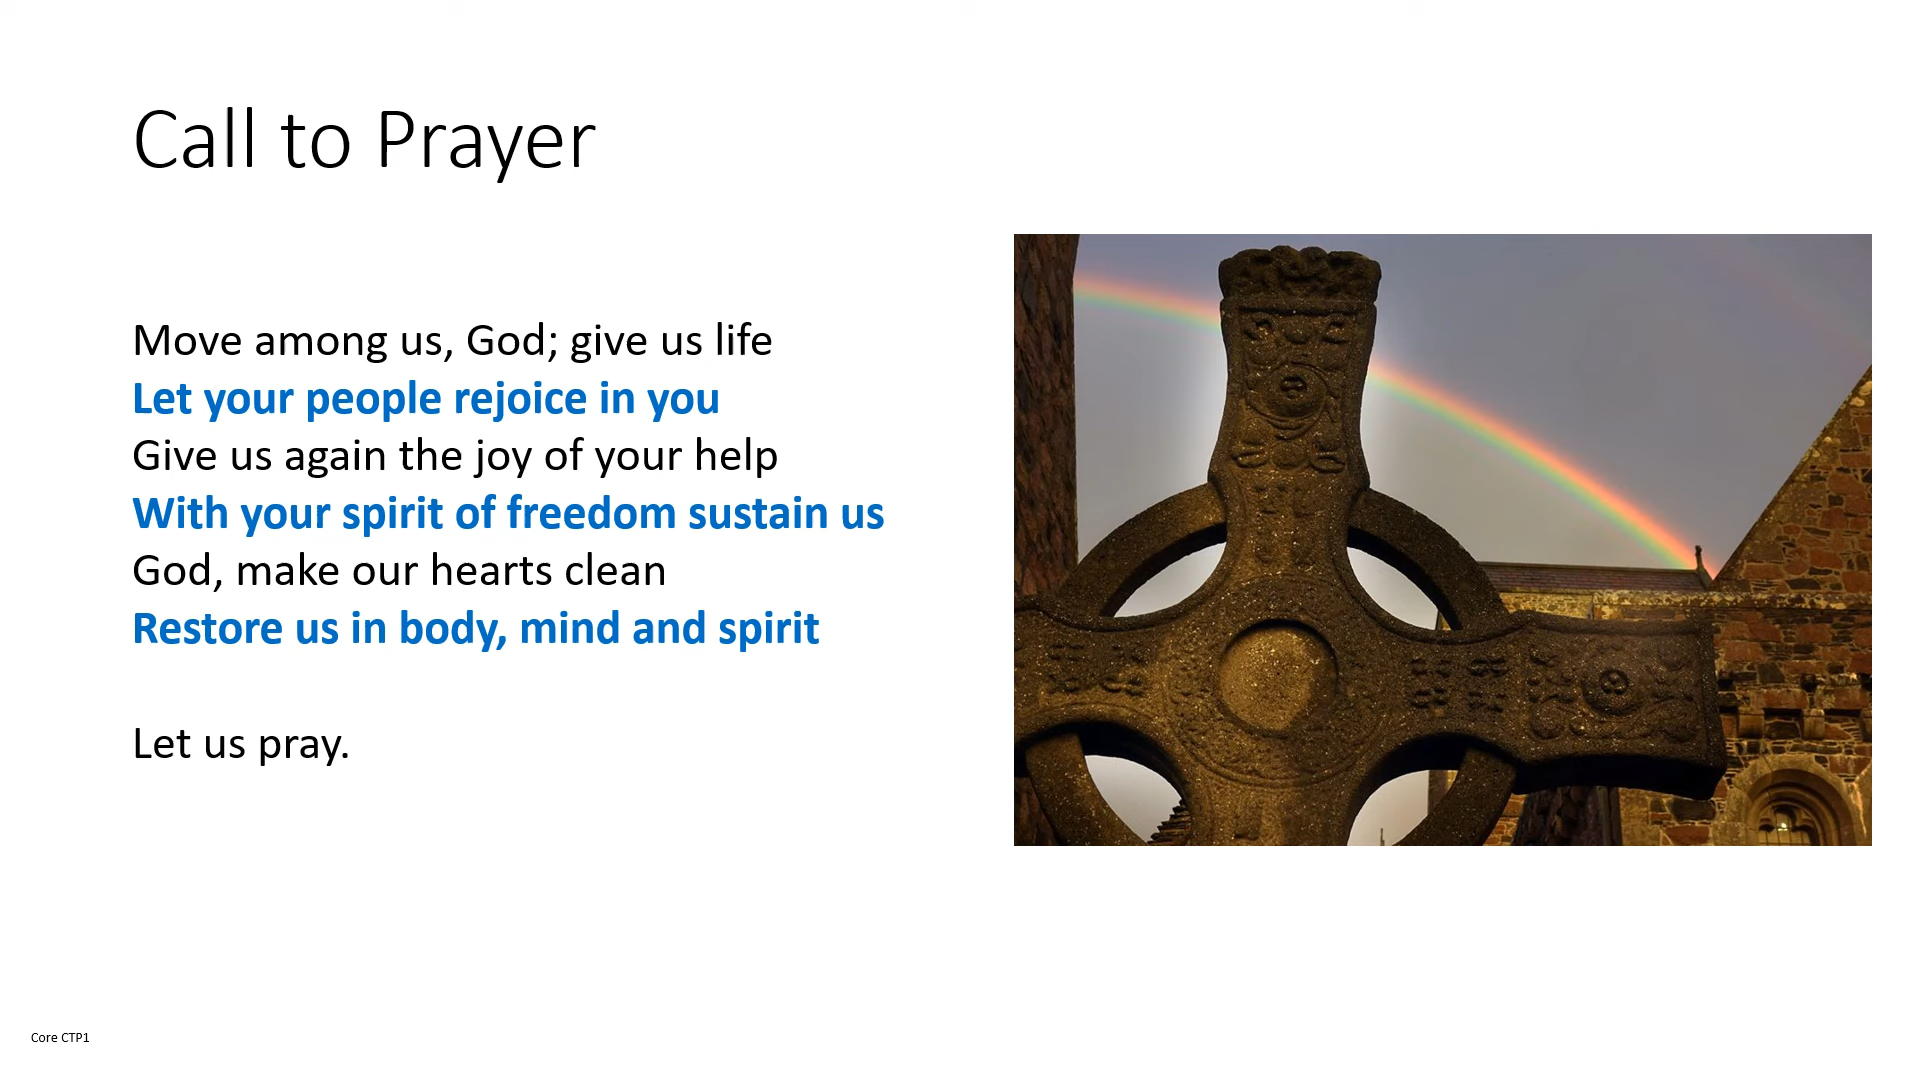 Call to Prayer
Move among us, God; give us life
Let your people rejoice in you
Give us again the joy of your help
With your spirit of freedom sustain us
God, make our hearts clean
Restore us in body, mind and spirit
Let us pray.
Core CTP1